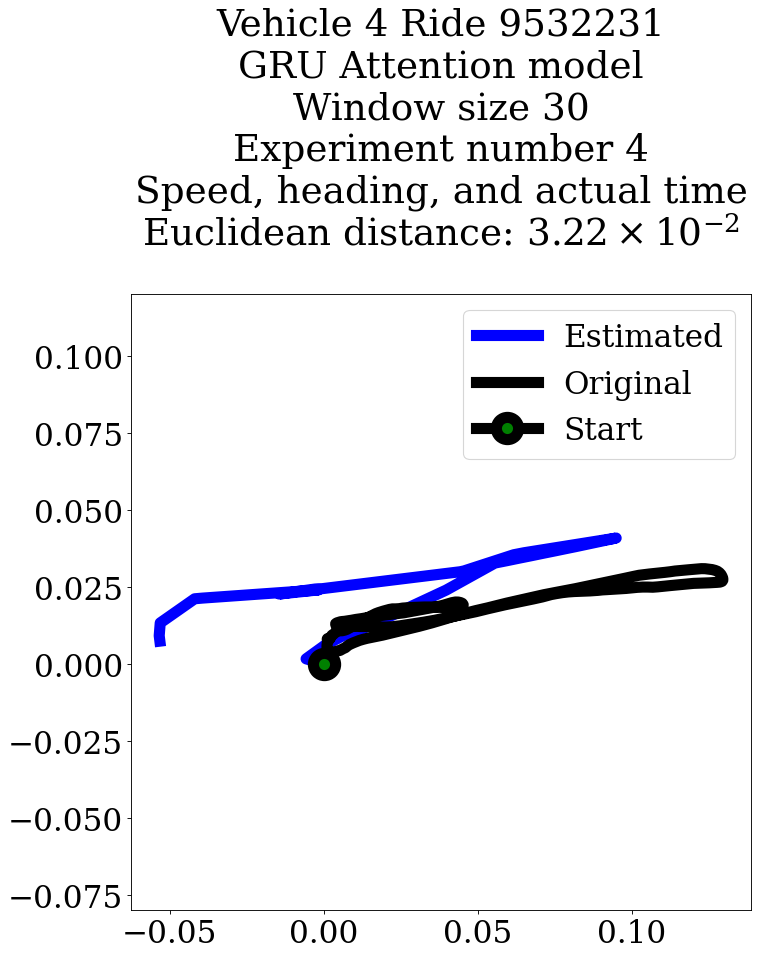 Vehicle 4 Ride 9532231
GRU Attention model
Window size 30
Experiment number 4
Speed, heading, and actual time
Euclidean distance: 3.22 × 10⁻²
Estimated
Original
Start
0.100
0.075
0.050
0.025
0.000
−0.025
−0.050
−0.075
−0.05 0.00 0.05 0.10